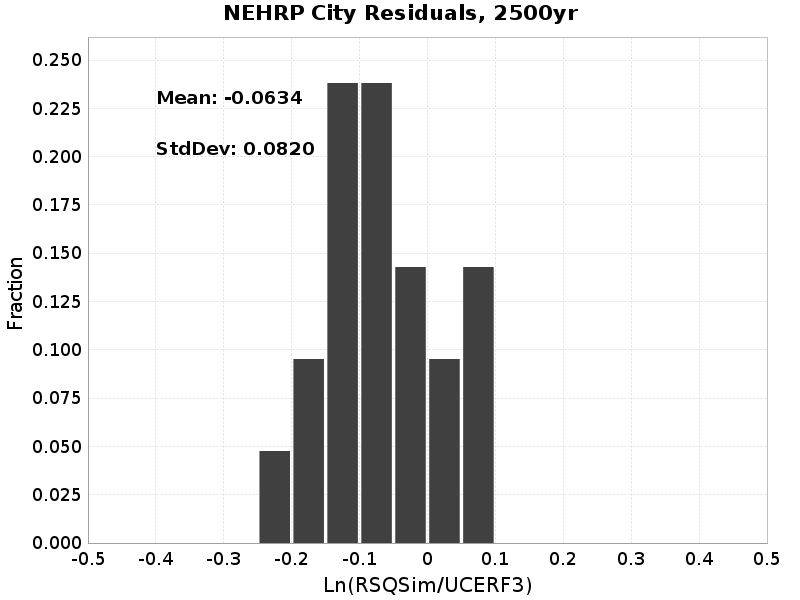 NEHRP City Residuals, 2500yr
0.250
Mean: -0.0634
0.225
StdDev: 0.0820
0.200
0.175
0.150
0.125
0.100
0.075
0.050
0.025
0.000
Fraction
-0.5 -0.4 -0.3 -0.2 -0.1 0 0.1 0.2 0.3 0.4 0.5
Ln(RSQSim/UCERF3)